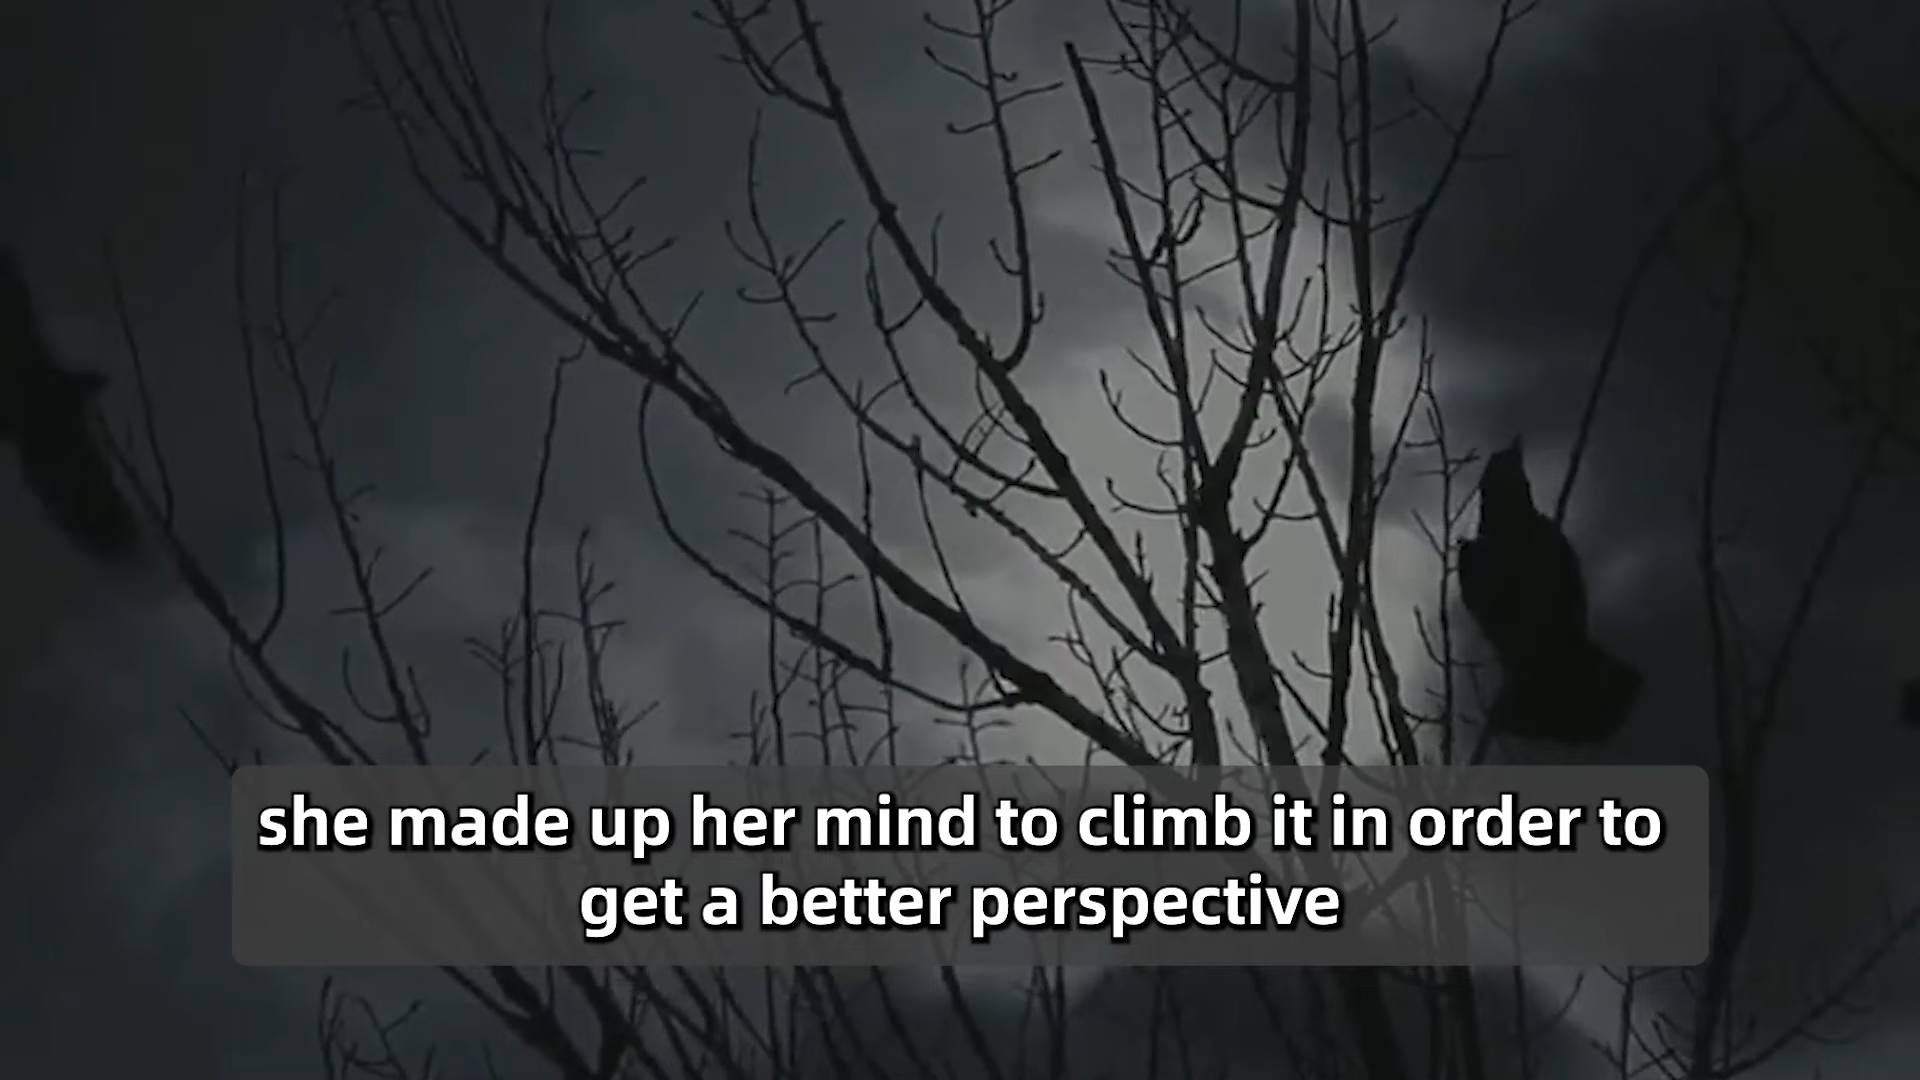 she made up her mind to climb it in order to
get a better perspective